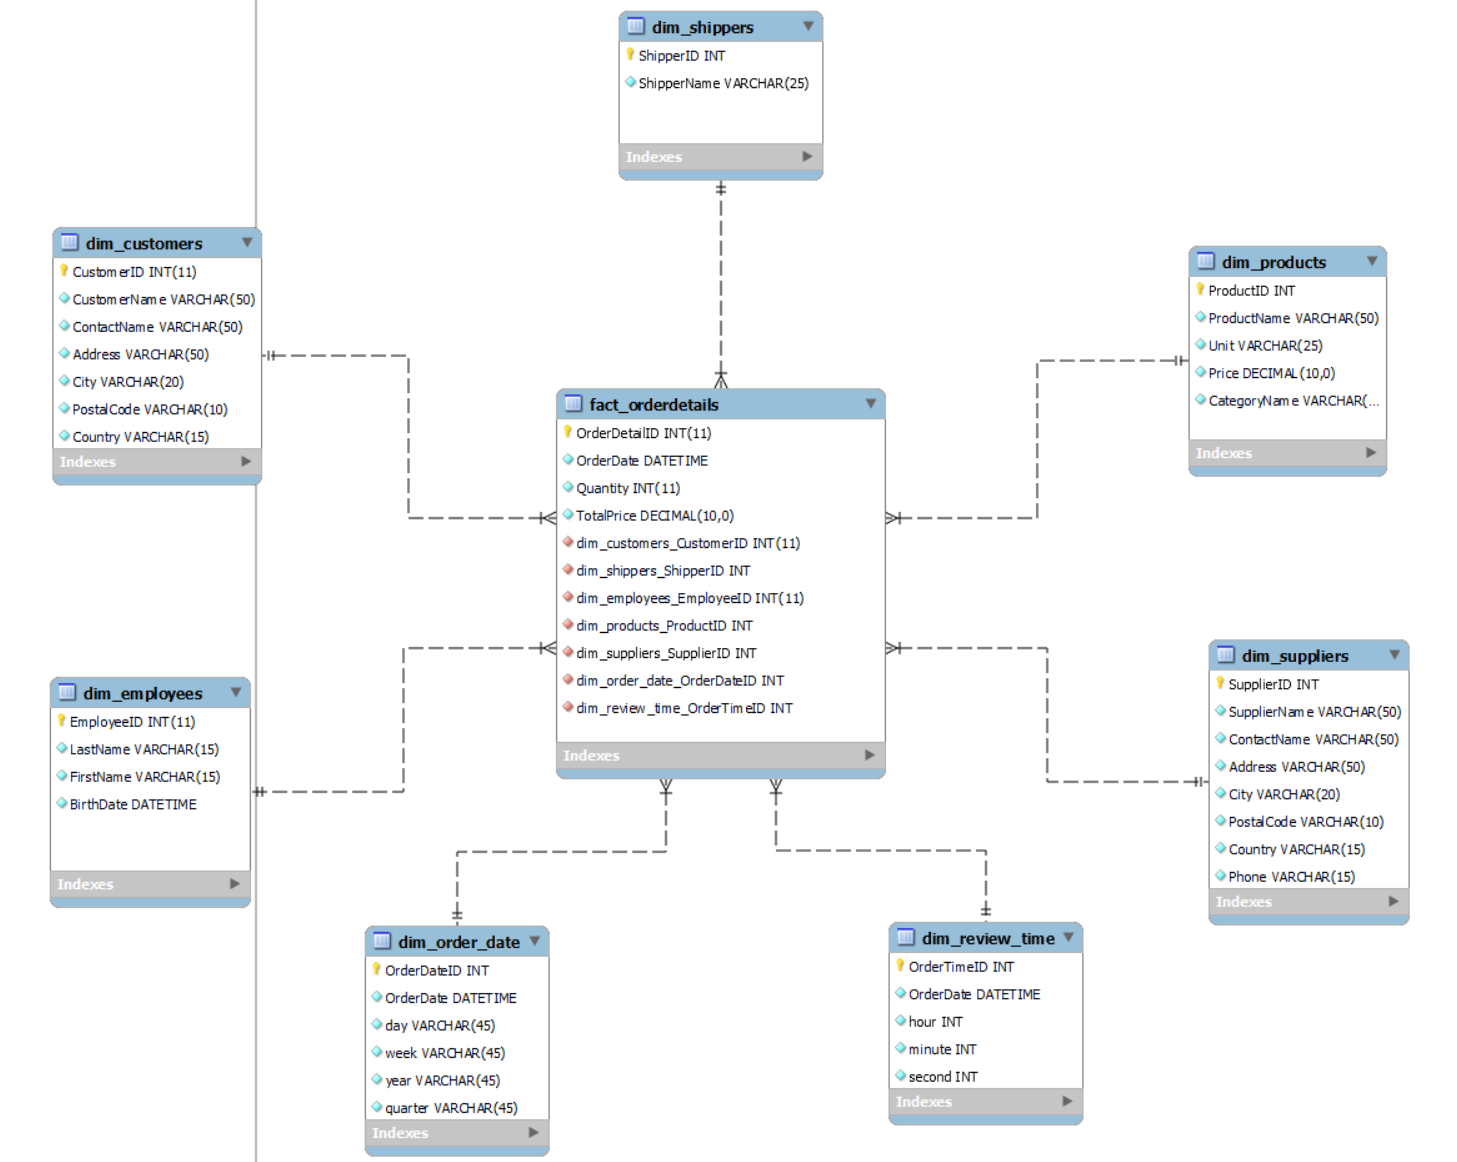 dim_shippers
ShipperID INT
ShipperName VARCHAR(25)
Indexes
dim_customers
CustomerID INT(11)
CustomerName VARCHAR(50)
ContactName VARCHAR(50)
Address VARCHAR(50)
City VARCHAR(20)
PostalCode VARCHAR(10)
Country VARCHAR(15)
Indexes
dim_products
ProductID INT
ProductName VARCHAR(50)
Unit VARCHAR(25)
Price DECIMAL(10,0)
CategoryName VARCHAR(...
Indexes
fact_orderdetails
OrderDetailID INT(11)
OrderDate DATETIME
Quantity INT(11)
TotalPrice DECIMAL(10,0)
dim_customers_CustomerID INT(11)
dim_shippers_ShipperID INT
dim_employees_EmployeeID INT(11)
dim_products_ProductID INT
dim_suppliers_SupplierID INT
dim_order_date_OrderDateID INT
dim_review_time_OrderTimeID INT
Indexes
dim_employees
EmployeeID INT(11)
LastName VARCHAR(15)
FirstName VARCHAR(15)
BirthDate DATETIME
Indexes
dim_suppliers
SupplierID INT
SupplierName VARCHAR(50)
ContactName VARCHAR(50)
Address VARCHAR(50)
City VARCHAR(20)
PostalCode VARCHAR(10)
Country VARCHAR(15)
Phone VARCHAR(15)
Indexes
dim_order_date
OrderDateID INT
OrderDate DATETIME
day VARCHAR(45)
week VARCHAR(45)
year VARCHAR(45)
quarter VARCHAR(45)
Indexes
dim_review_time
OrderTimeID INT
OrderDate DATETIME
hour INT
minute INT
second INT
Indexes